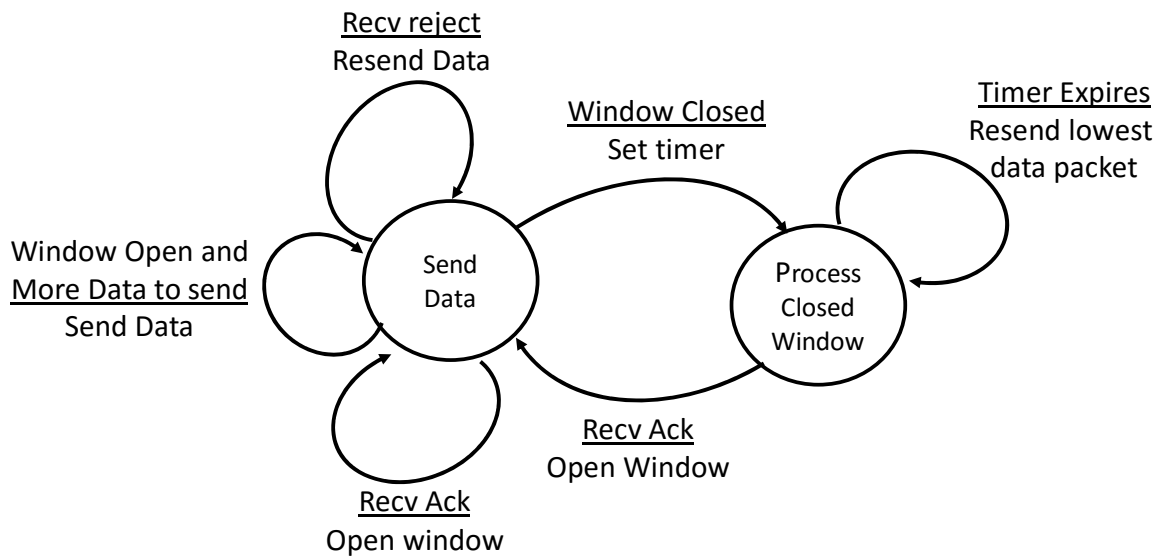 Recv reject
Resend Data
Window Closed
Set timer
Timer Expires
Resend lowest
data packet
Window Open and
More Data to send
Send Data
Send
Data
Process
Closed
Window
Recv Ack
Open Window
Recv Ack
Open window